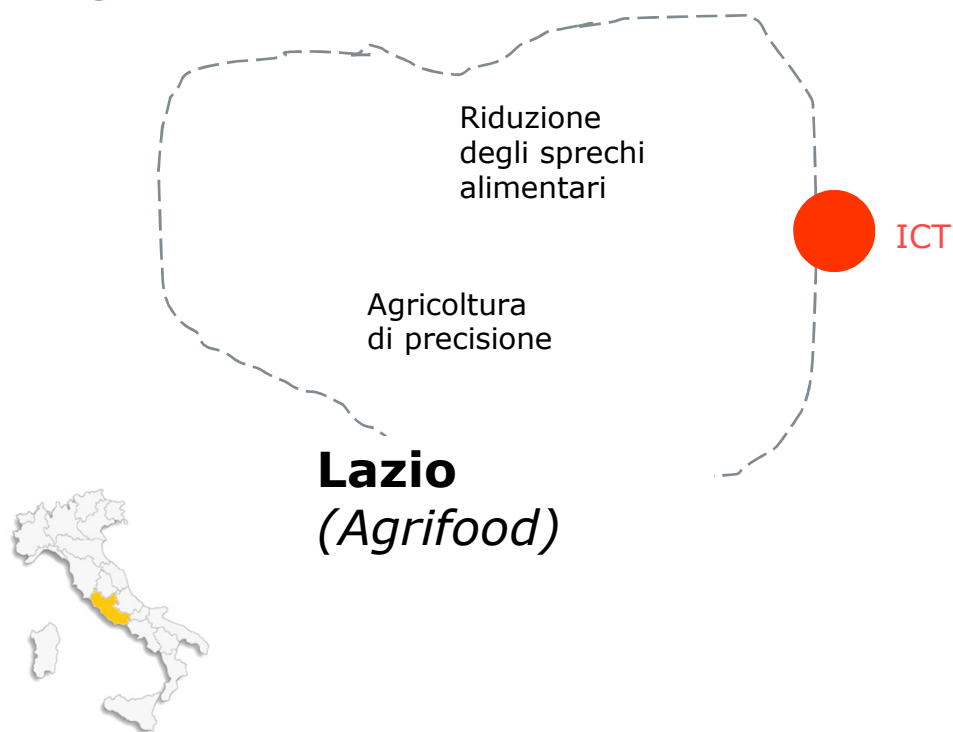 Riduzione
degli sprechi
alimentari
ICT
Agricoltura
di precisione
Lazio
(Agrifood)